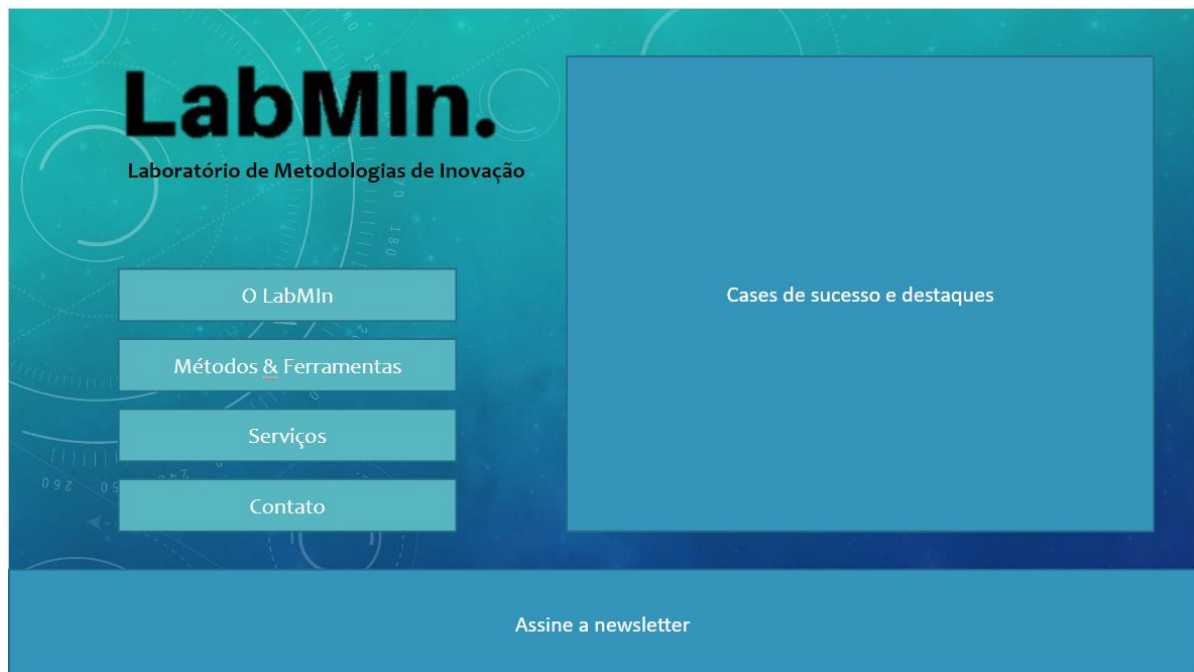 LabMIn.
Laboratório de Metodologias de Inovação
O LabMIn
Métodos & Ferramentas
Serviços
Contato
Cases de sucesso e destaques
Assine a newsletter